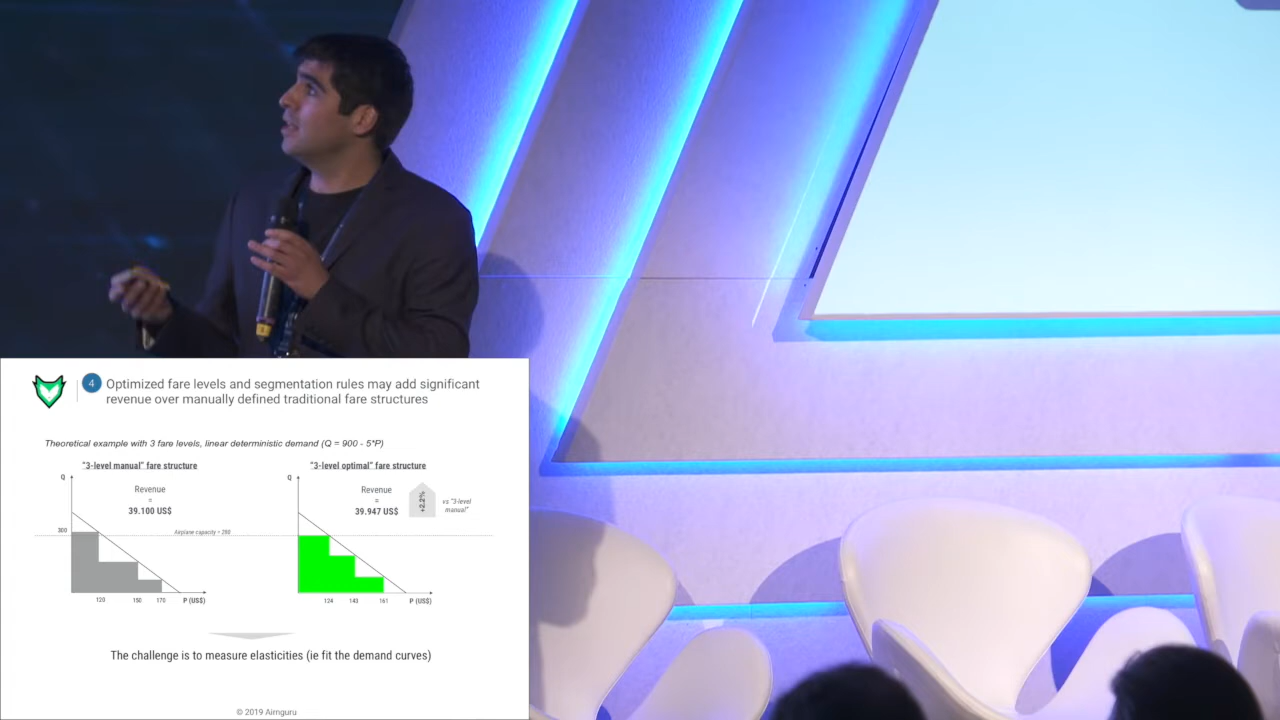 4
Optimized fare levels and segmentation rules may add significant
revenue over manually defined traditional fare structures
Theoretical example with 3 fare levels, linear deterministic demand (Q = 900 - 5*P)
"3-level manual" fare structure
Q
Revenue
=
39.100 US$
300
120
150
170
P (US$)
Airplane capacity = 280
"3-level optimal" fare structure
Q
Revenue
=
39.947 US$
+2.2%
vs "3-level
manual"
124
143
161
P (US$)
The challenge is to measure elasticities (ie fit the demand curves)
© 2019 Airnguru